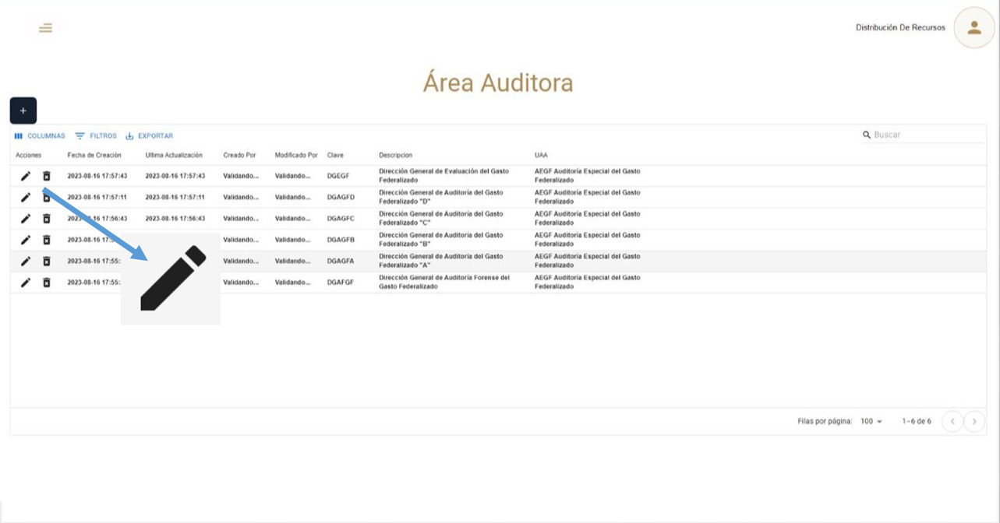 Distribución De Recursos
Área Auditora
+
COLUMNAS FILTROS EXPORTAR Buscar
Acciones Fecha de Creación Ultima Actualización Creado Por Modificado Por Clave Descripcion UAA
2023-08-16 17:57:43 2023-08-16 17:57:43 Validando... Validando... DGEGF Dirección General de Evaluación del Gasto Federalizado AEGF Auditoría Especial del Gasto Federalizado
2023-08-16 17:57:11 2023-08-16 17:57:11 Validando... Validando... DGAGFD Dirección General de Auditoría del Gasto Federalizado "D" AEGF Auditoría Especial del Gasto Federalizado
2023-08-16 17:56:43 2023-08-16 17:56:43 Validando... Validando... DGAGFC Dirección General de Auditoría del Gasto Federalizado "C" AEGF Auditoría Especial del Gasto Federalizado
2023-08-16 Validando... Validando... DGAGFB Dirección General de Auditoría del Gasto Federalizado "B" AEGF Auditoría Especial del Gasto Federalizado
2023-08-16 17:55: Validando... Validando... DGAGFA Dirección General de Auditoría del Gasto Federalizado "A" AEGF Auditoría Especial del Gasto Federalizado
2023-08-16 17:55: Validando... Validando... DGAFGF Dirección General de Auditoría Forense del Gasto Federalizado AEGF Auditoría Especial del Gasto Federalizado
Filas por página: 100 1–6 de 6